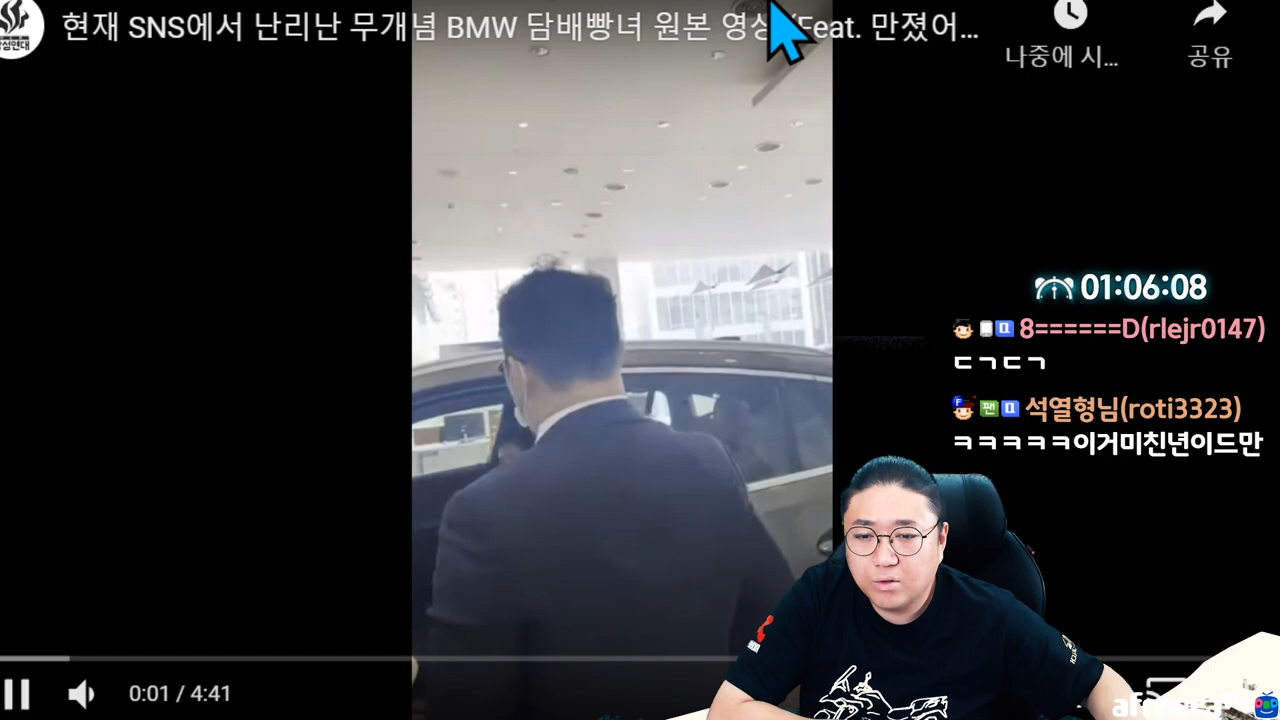 현재 SNS에서 난리난 무개념 BMW 담배빵녀 원본 영상 (Feat. 만졌어...
나중에 시...
공유
01:06:08
8======D(rlejr0147)
ㄷㄱㄷㄱ
팬
석열형님(roti3323)
ㅋㅋㅋㅋㅋ이거미친년이드만
0:01 / 4:41